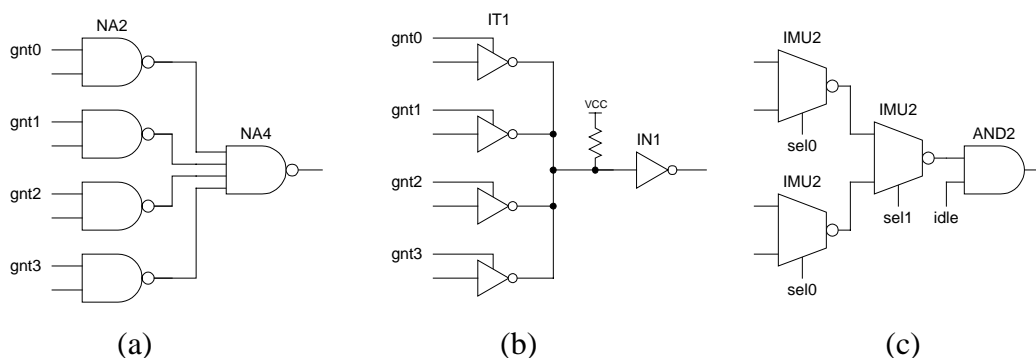 NA2
gnt0
gnt1
NA4
gnt2
gnt3
(a)
IT1
gnt0
gnt1
VCC
IN1
gnt2
gnt3
(b)
IMU2
IMU2
sel0
AND2
IMU2
sel1
idle
sel0
(c)